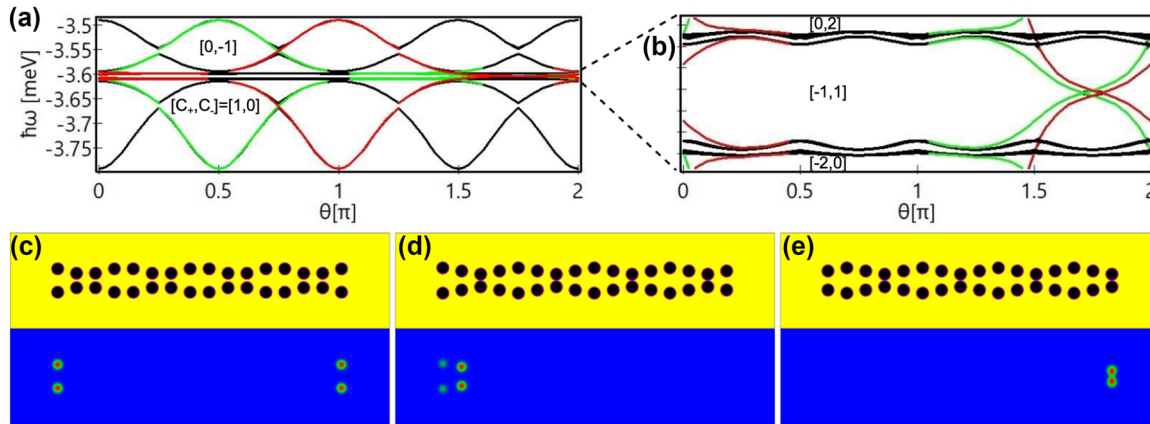 (a)
-3.5
-3.55
-3.6
-3.65
-3.7
-3.75
ħω [meV]
[0,-1]
[C₊,C₋]=[1,0]
0 0.5 1 1.5 2
θ[π]
(b)
[0,2]
[-1,1]
[-2,0]
0 0.5 1 1.5 2
θ[π]
(c)
(d)
(e)